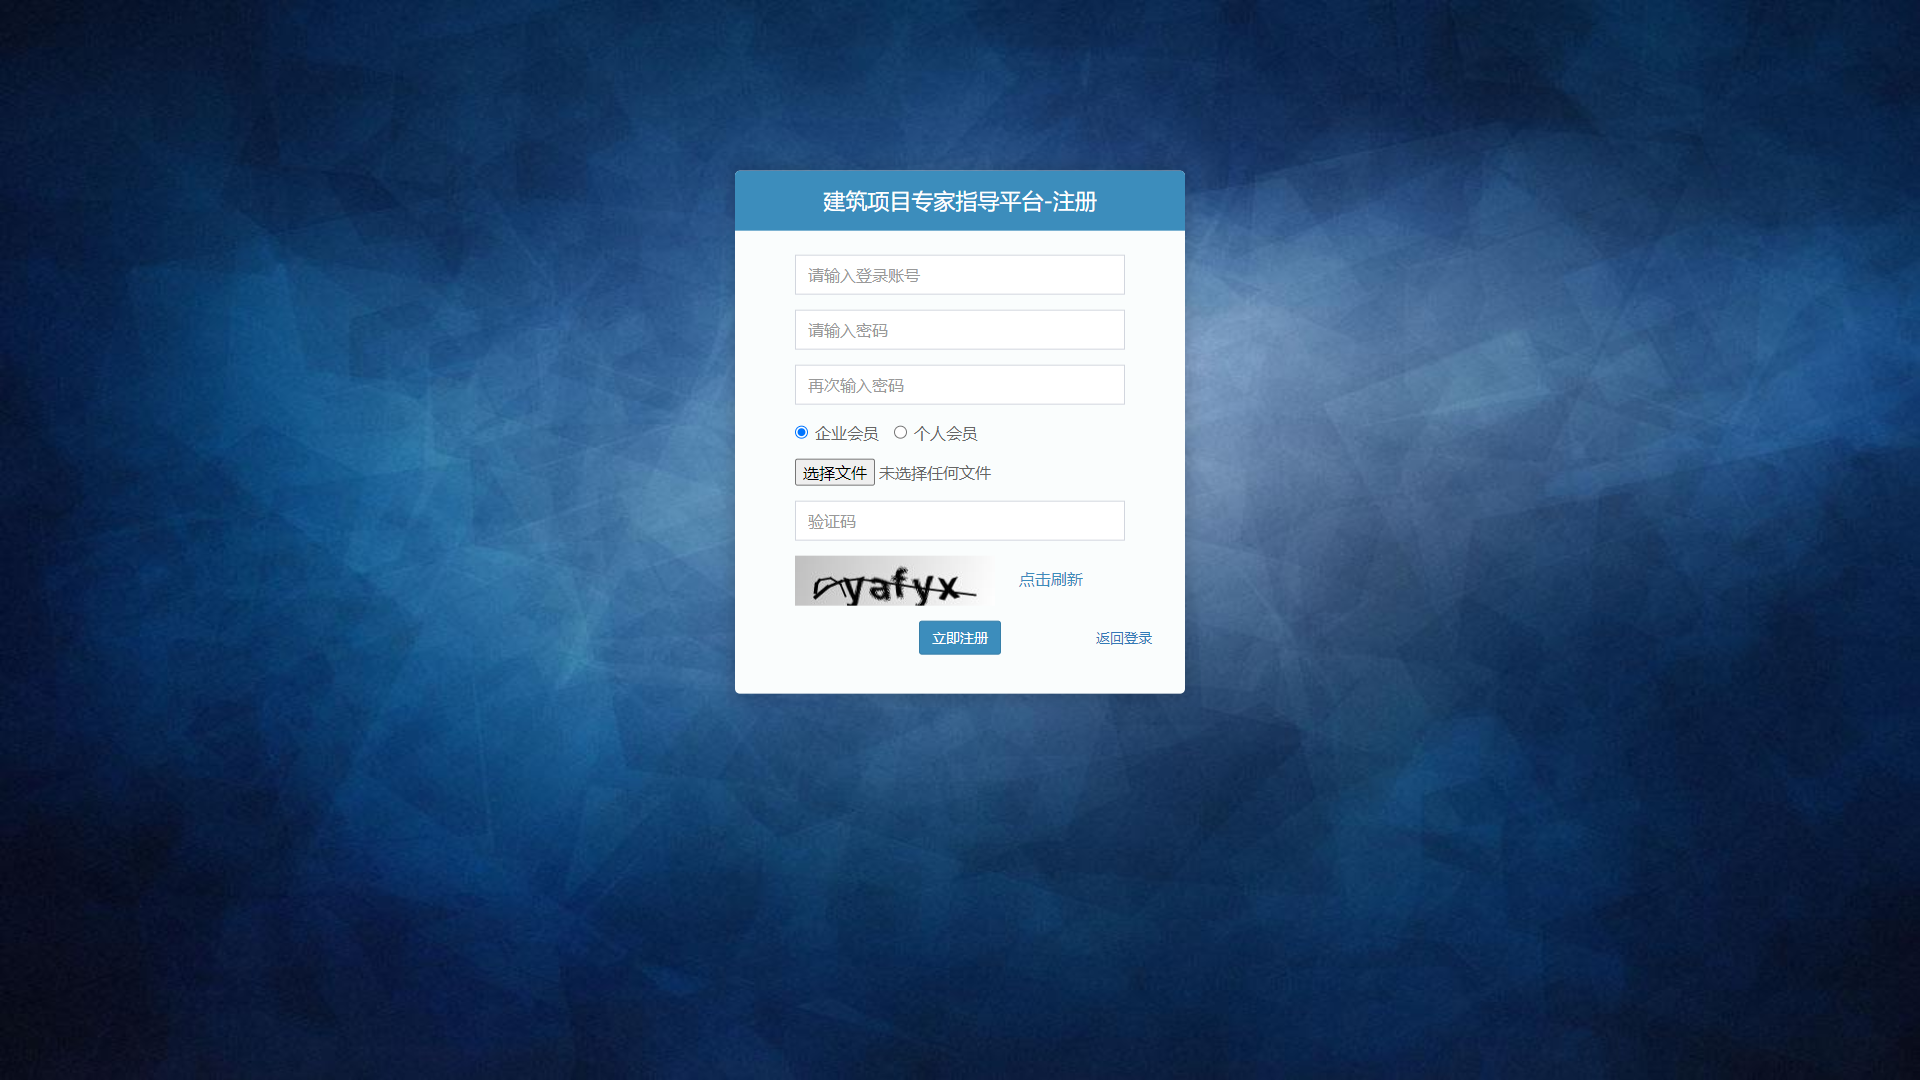 建筑项目专家指导平台-注册
请输入登录账号
请输入密码
再次输入密码
企业会员 个人会员
选择文件 未选择任何文件
验证码
点击刷新
立即注册 返回登录